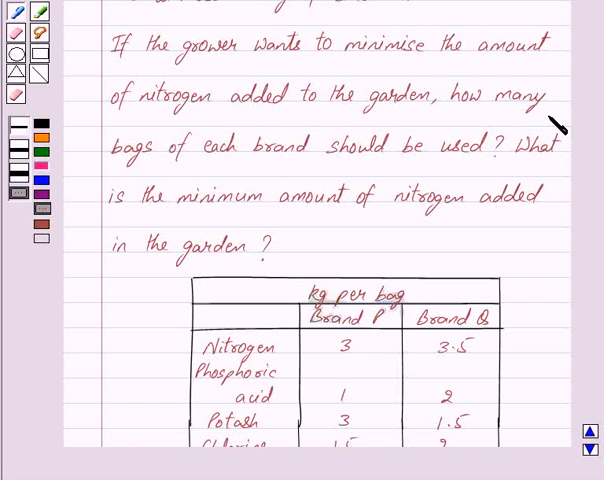 If the grower wants to minimise the amount
of nitrogen added to the garden, how many
bags of each brand should be used? What
is the minimum amount of nitrogen added
in the garden?
kg per bag
Brand P Brand Q
Nitrogen 3 3.5
Phosphoric
acid 1 2
Potash 3 1.5